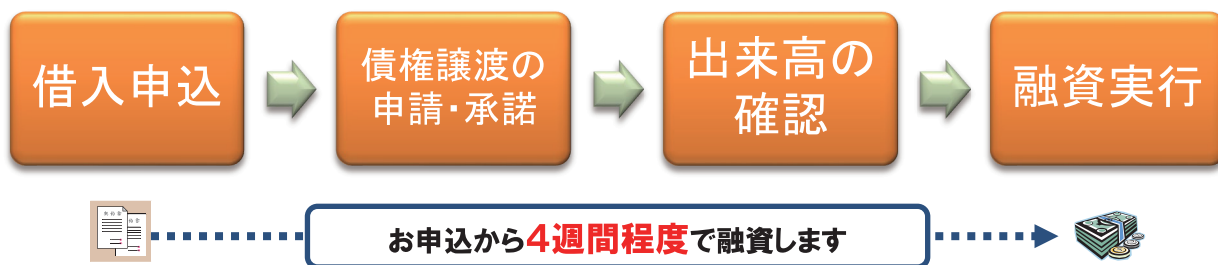 借入申込
債権譲渡の
申請・承諾
出来高の
確認
融資実行
お申込から4週間程度で融資します